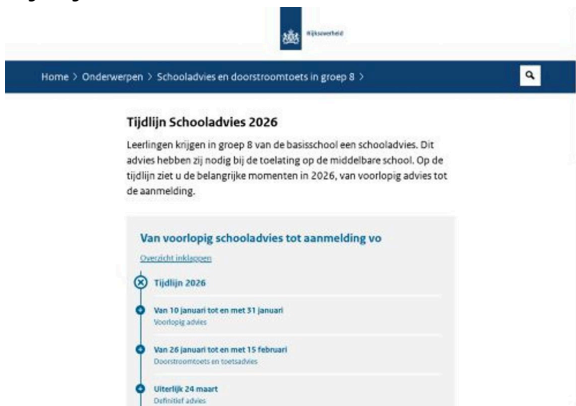 Rijksoverheid
Home > Onderwerpen > Schooladvies en doorstroomtoets in groep 8 >
Tijdlijn Schooladvies 2026
Leerlingen krijgen in groep 8 van de basisschool een schooladvies. Dit
advies hebben zij nodig bij de toelating op de middelbare school. Op de
tijdlijn ziet u de belangrijke momenten in 2026, van voorlopig advies tot
de aanmelding.
Van voorlopig schooladvies tot aanmelding vo
Overzicht inklappen
Tijdlijn 2026
Van 10 januari tot en met 31 januari
Voorlopig advies
Van 26 januari tot en met 15 februari
Doorstroomtoets en toetsadvies
Uiterlijk 24 maart
Definitief advies